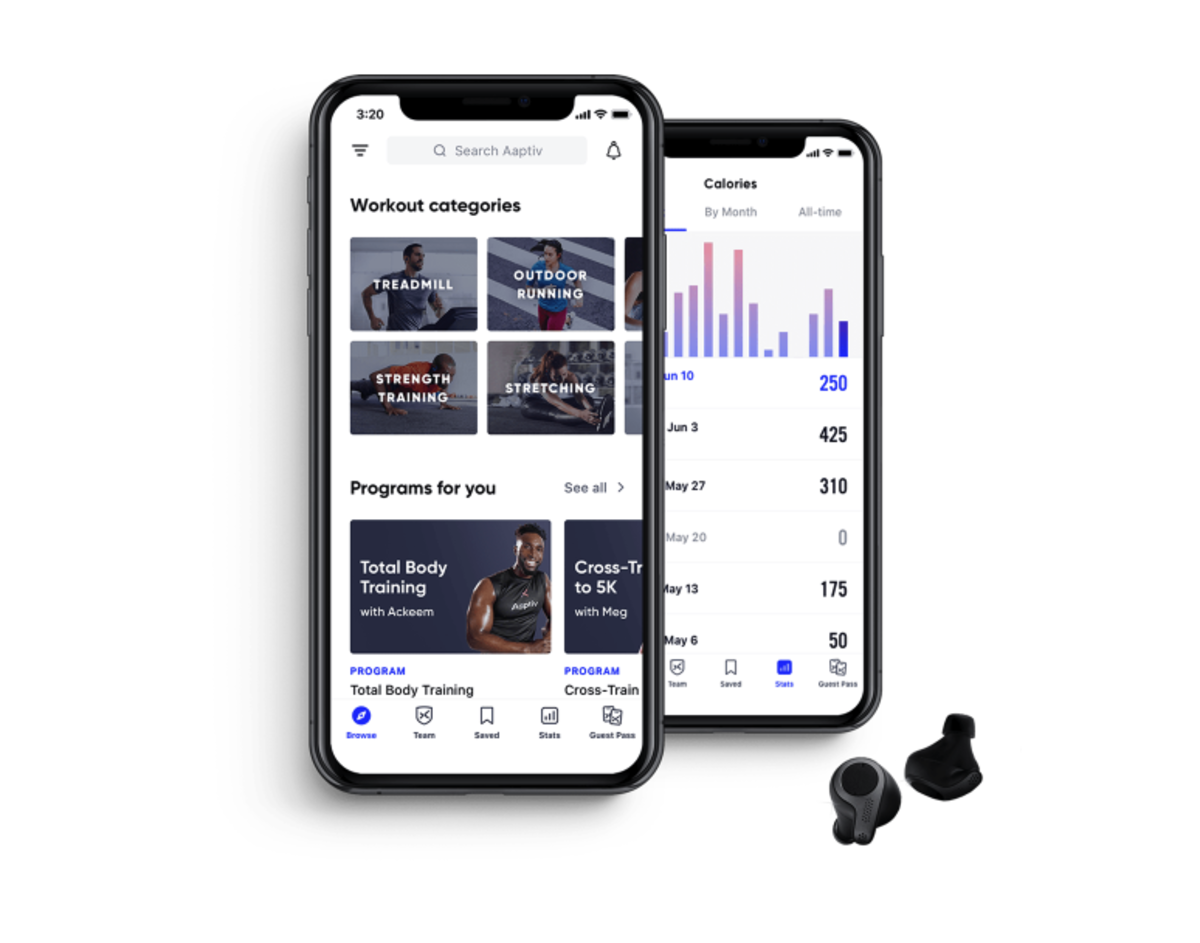 3:20
Search Aaptiv
Workout categories
TREADMILL
OUTDOOR
RUNNING
STRENGTH
TRAINING
STRETCHING
Programs for you
See all
Total Body
Training
with Ackeem
Aaptiv
Cross-Tr
to 5K
with Meg
PROGRAM
Total Body Training
PROGRAM
Cross-Train
Browse
Team
Saved
Stats
Guest Pass
Calories
By Month
All-time
un 10
250
Jun 3
425
May 27
310
May 20
0
May 13
175
May 6
50
Team
Saved
Stats
Guest Pass